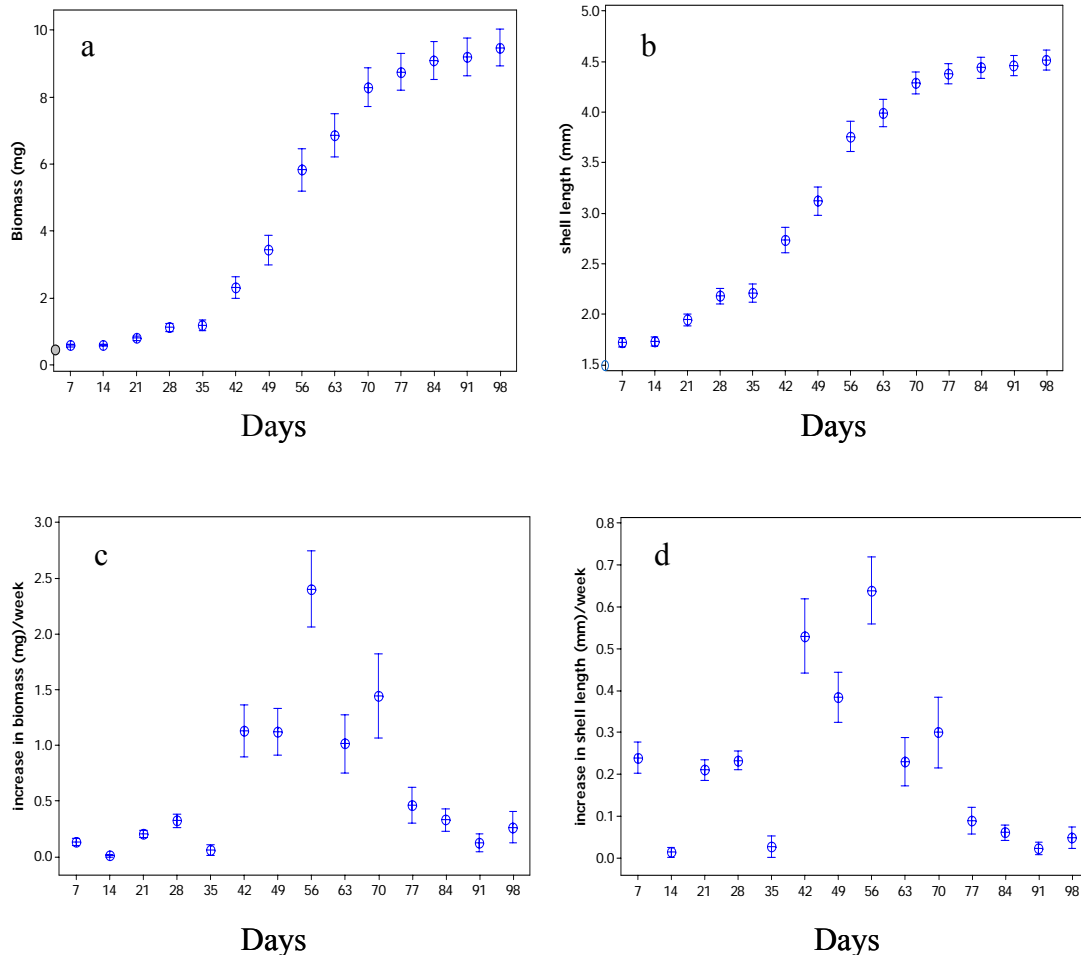 a
Biomass (mg)
10
8
6
4
2
0
7 14 21 28 35 42 49 56 63 70 77 84 91 98
Days
b
shell length (mm)
5.0
4.5
4.0
3.5
3.0
2.5
2.0
1.5
7 14 21 28 35 42 49 56 63 70 77 84 91 98
Days
c
increase in biomass (mg)/week
3.0
2.5
2.0
1.5
1.0
0.5
0.0
7 14 21 28 35 42 49 56 63 70 77 84 91 98
Days
d
increase in shell length (mm)/week
0.8
0.7
0.6
0.5
0.4
0.3
0.2
0.1
0.0
7 14 21 28 35 42 49 56 63 70 77 84 91 98
Days